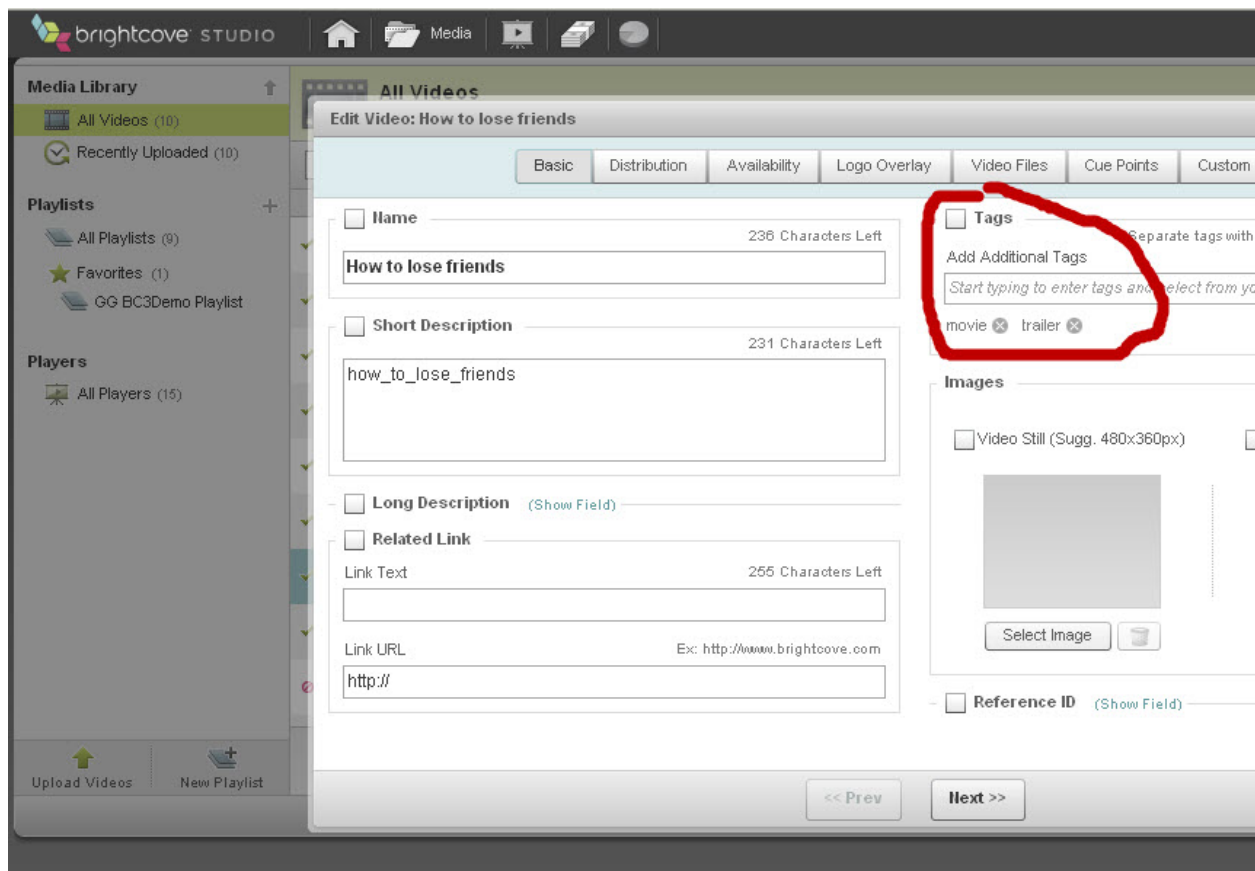 brightcove STUDIO
Media
Media Library
All Videos (10)
Recently Uploaded (10)
Playlists
All Playlists (9)
Favorites (1)
GG BC3Demo Playlist
Players
All Players (15)
Upload Videos
New Playlist
All Videos
Edit Video: How to lose friends
Basic
Distribution
Availability
Logo Overlay
Video Files
Cue Points
Custom
Name
236 Characters Left
How to lose friends
Short Description
231 Characters Left
how_to_lose_friends
Long Description (Show Field)
Related Link
Link Text
255 Characters Left
Link URL
Ex: http://www.brightcove.com
http://
Tags
Separate tags with
Add Additional Tags
Start typing to enter tags and select from yo
movie trailer
Images
Video Still (Sugg. 480x360px)
Select Image
Reference ID (Show Field)
<< Prev
Next >>